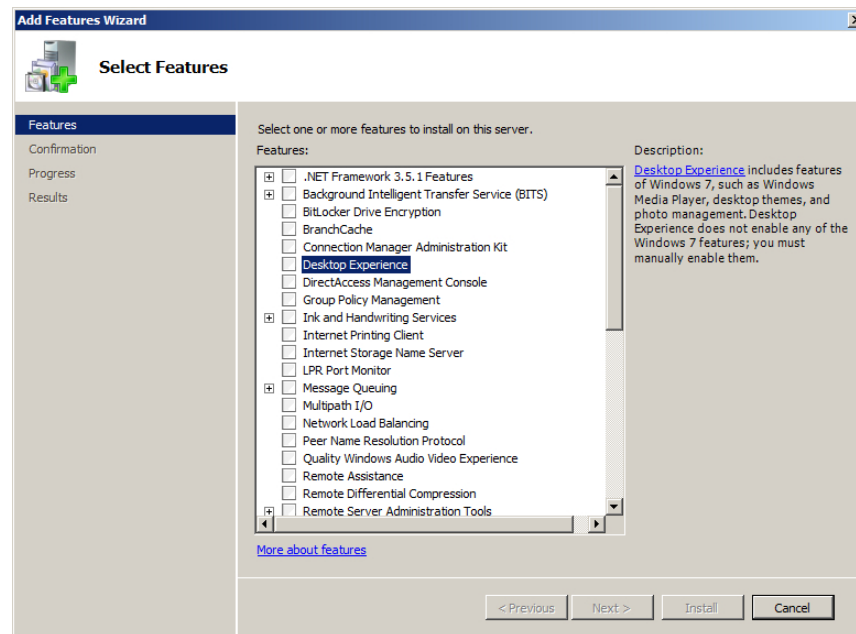 Add Features Wizard
Select Features
Features
Confirmation
Progress
Results
Select one or more features to install on this server.
Features:
.NET Framework 3.5.1 Features
Background Intelligent Transfer Service (BITS)
BitLocker Drive Encryption
BranchCache
Connection Manager Administration Kit
Desktop Experience
DirectAccess Management Console
Group Policy Management
Ink and Handwriting Services
Internet Printing Client
Internet Storage Name Server
LPR Port Monitor
Message Queuing
Multipath I/O
Network Load Balancing
Peer Name Resolution Protocol
Quality Windows Audio Video Experience
Remote Assistance
Remote Differential Compression
Remote Server Administration Tools
More about features
Description:
Desktop Experience includes features
of Windows 7, such as Windows
Media Player, desktop themes, and
photo management. Desktop
Experience does not enable any of the
Windows 7 features; you must
manually enable them.
< Previous
Next >
Install
Cancel